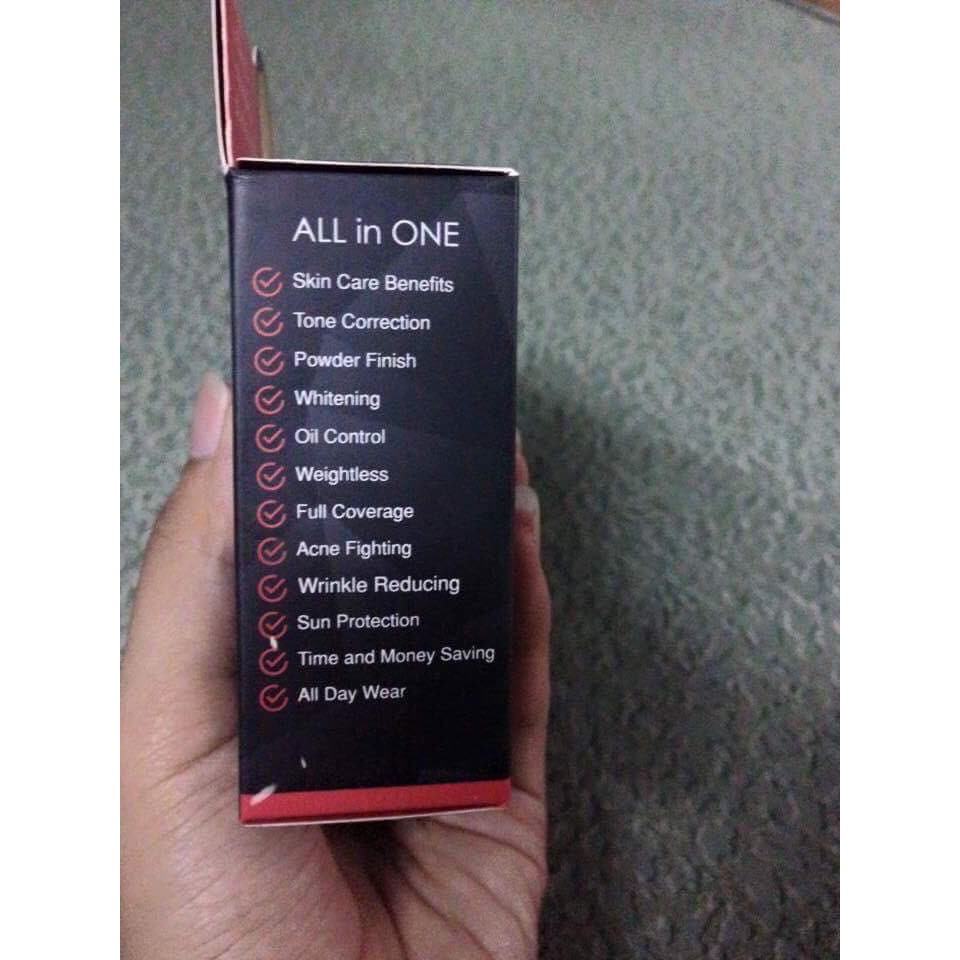 ALL in ONE
Skin Care Benefits
Tone Correction
Powder Finish
Whitening
Oil Control
Weightless
Full Coverage
Acne Fighting
Wrinkle Reducing
Sun Protection
Time and Money Saving
All Day Wear